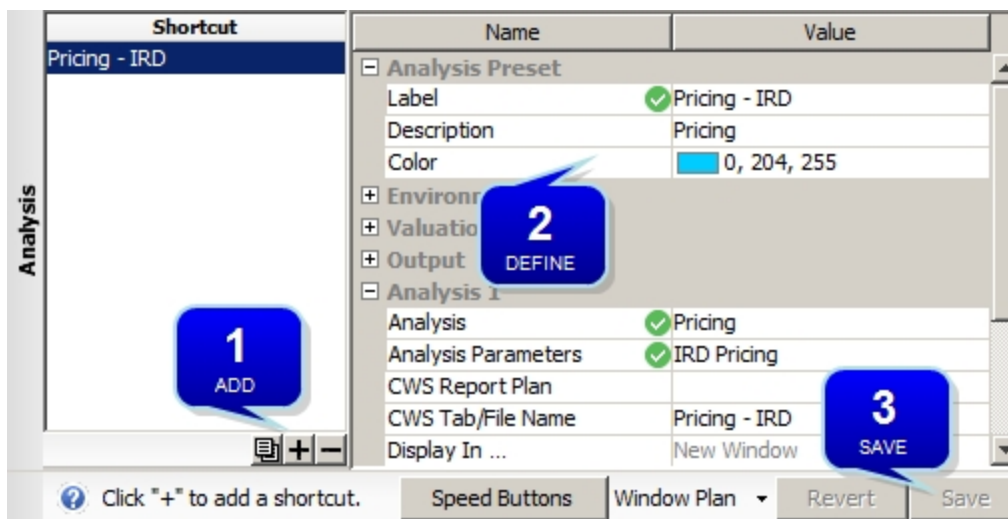 Shortcut
Pricing - IRD
Analysis
Name Value
Analysis Preset
Label Pricing - IRD
Description Pricing
Color 0, 204, 255
Output
Analysis 1
Analysis Pricing
Analysis Parameters IRD Pricing
CWS Report Plan
CWS Tab/File Name Pricing - IRD
Display In ... New Window
1
ADD
2
DEFINE
3
SAVE
Click "+" to add a shortcut. Speed Buttons Window Plan Revert Save